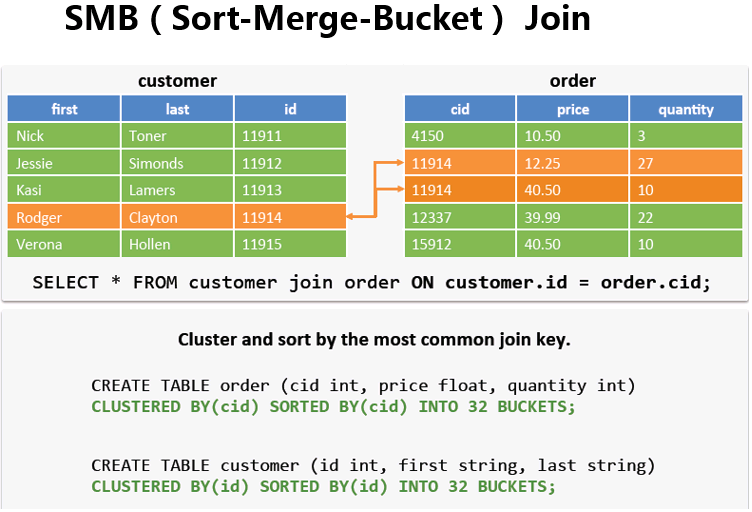 SMB ( Sort-Merge-Bucket ) Join
customer
first last id
Nick Toner 11911
Jessie Simonds 11912
Kasi Lamers 11913
Rodger Clayton 11914
Verona Hollen 11915
order
cid price quantity
4150 10.50 3
11914 12.25 27
11914 40.50 10
12337 39.99 22
15912 40.50 10
SELECT * FROM customer join order ON customer.id = order.cid;
Cluster and sort by the most common join key.
CREATE TABLE order (cid int, price float, quantity int)
CLUSTERED BY(cid) SORTED BY(cid) INTO 32 BUCKETS;
CREATE TABLE customer (id int, first string, last string)
CLUSTERED BY(id) SORTED BY(id) INTO 32 BUCKETS;